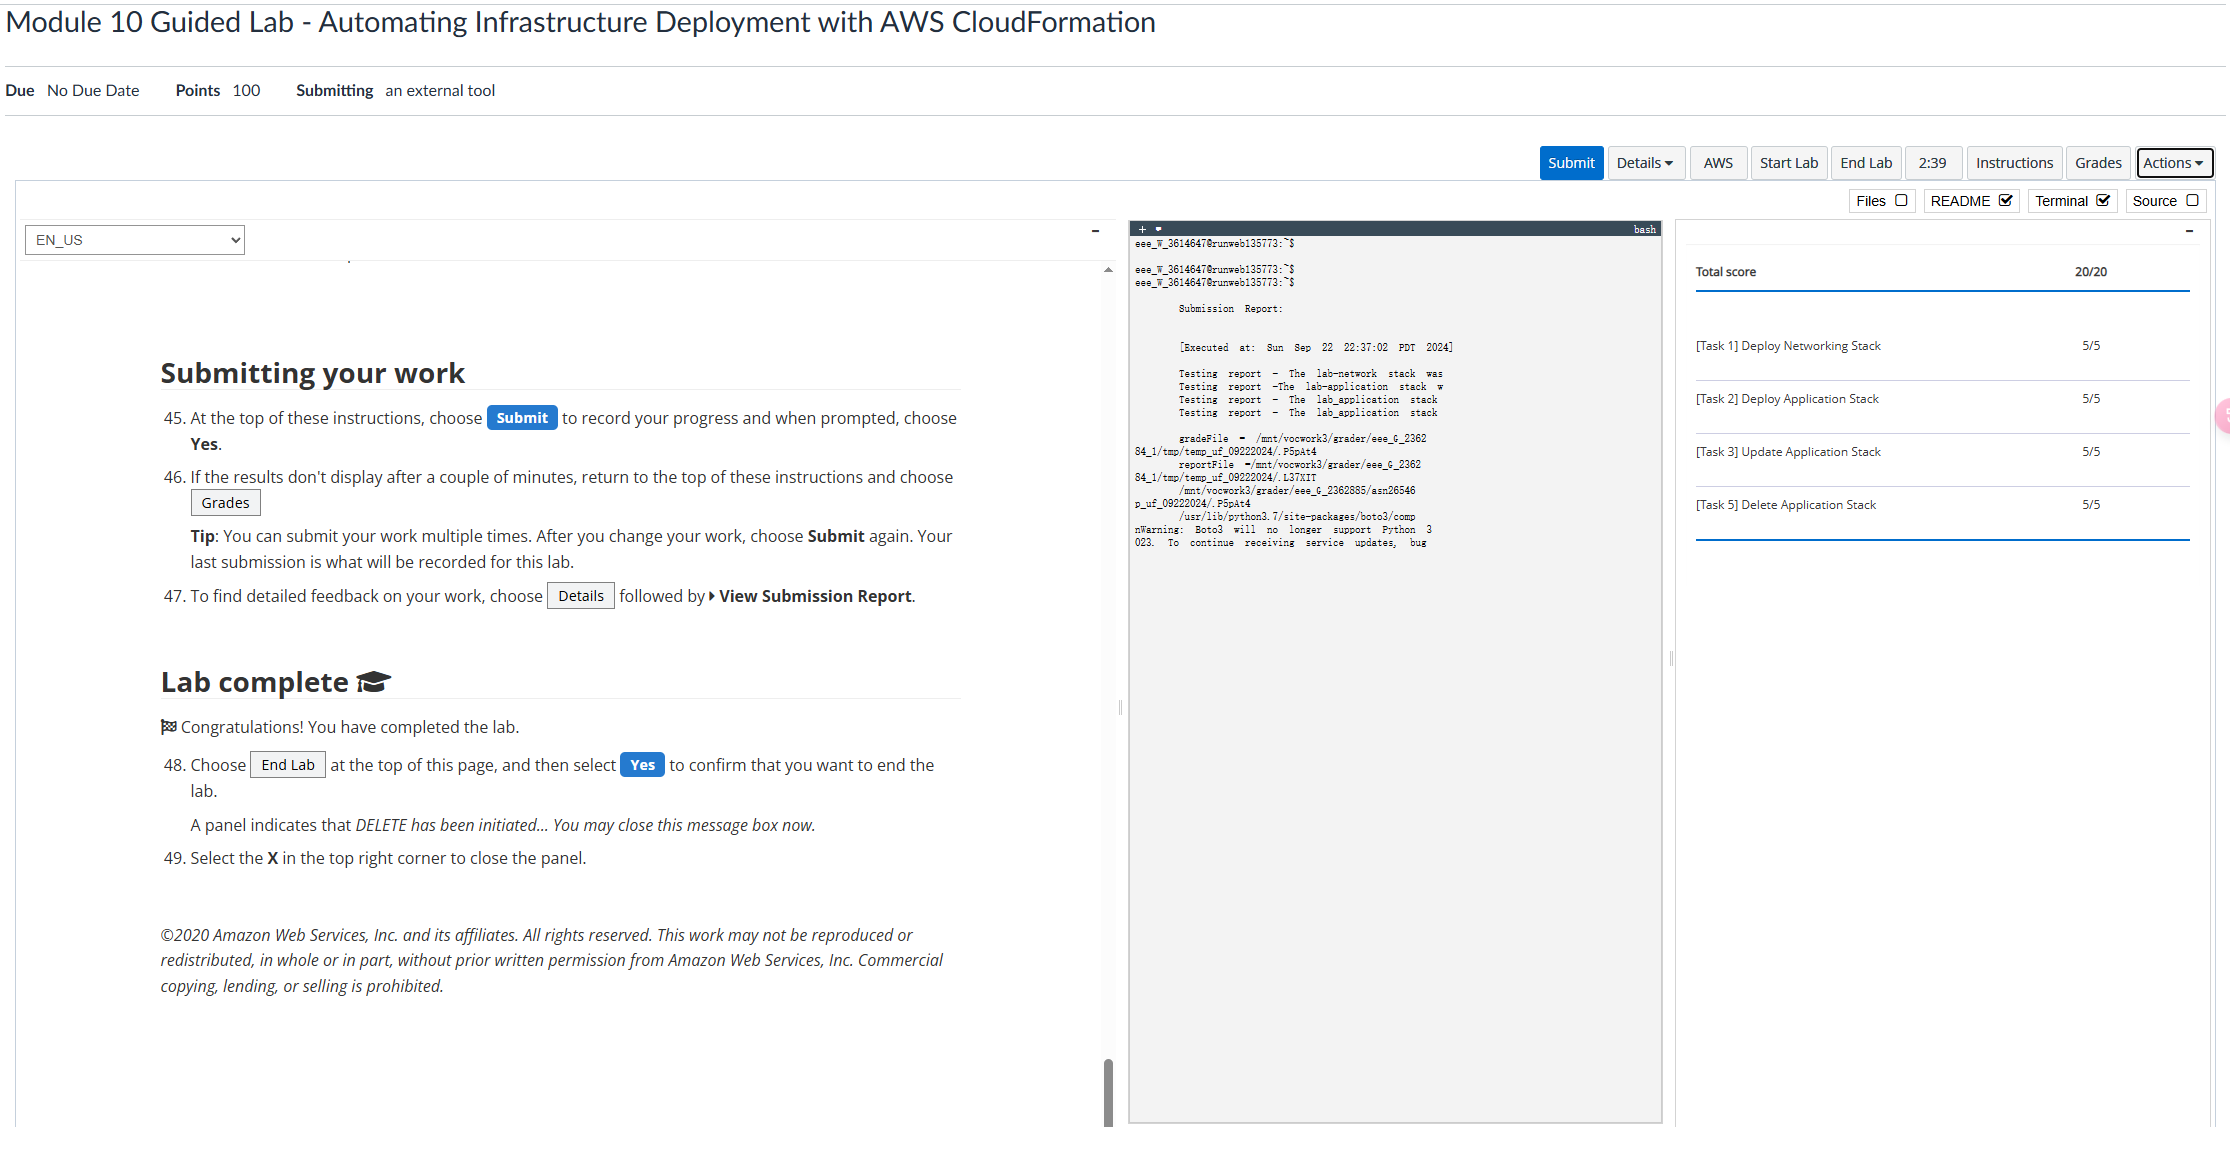 Module 10 Guided Lab - Automating Infrastructure Deployment with AWS CloudFormation
Due No Due Date Points 100 Submitting an external tool
Submit Details AWS Start Lab End Lab 2:39 Instructions Grades Actions
Files README Terminal Source
EN_US
Submitting your work
45. At the top of these instructions, choose Submit to record your progress and when prompted, choose
Yes.
46. If the results don't display after a couple of minutes, return to the top of these instructions and choose
Grades
Tip: You can submit your work multiple times. After you change your work, choose Submit again. Your
last submission is what will be recorded for this lab.
47. To find detailed feedback on your work, choose Details followed by View Submission Report.
Lab complete
Congratulations! You have completed the lab.
48. Choose End Lab at the top of this page, and then select Yes to confirm that you want to end the
lab.
A panel indicates that DELETE has been initiated... You may close this message box now.
49. Select the X in the top right corner to close the panel.
©2020 Amazon Web Services, Inc. and its affiliates. All rights reserved. This work may not be reproduced or
redistributed, in whole or in part, without prior written permission from Amazon Web Services, Inc. Commercial
copying, lending, or selling is prohibited.
bash
eee_W_3614647@runweb135773:~$
eee_W_3614647@runweb135773:~$
eee_W_3614647@runweb135773:~$
Submission Report:
[Executed at: Sun Sep 22 22:37:02 PDT 2024]
Testing report - The lab-network stack was
Testing report -The lab-application stack w
Testing report - The lab_application stack
Testing report - The lab_application stack
gradeFile = /mnt/vocwork3/grader/eee_G_2362
84_1/tmp/temp_uf_09222024/.P5pAt4
reportFile =/mnt/vocwork3/grader/eee_G_2362
84_1/tmp/temp_uf_09222024/.L37XIT
/mnt/vocwork3/grader/eee_G_2362885/asn26546
p_uf_09222024/.P5pAt4
/usr/lib/python3.7/site-packages/boto3/comp
nWarning: Boto3 will no longer support Python 3
023. To continue receiving service updates, bug
Total score 20/20
[Task 1] Deploy Networking Stack 5/5
[Task 2] Deploy Application Stack 5/5
[Task 3] Update Application Stack 5/5
[Task 5] Delete Application Stack 5/5